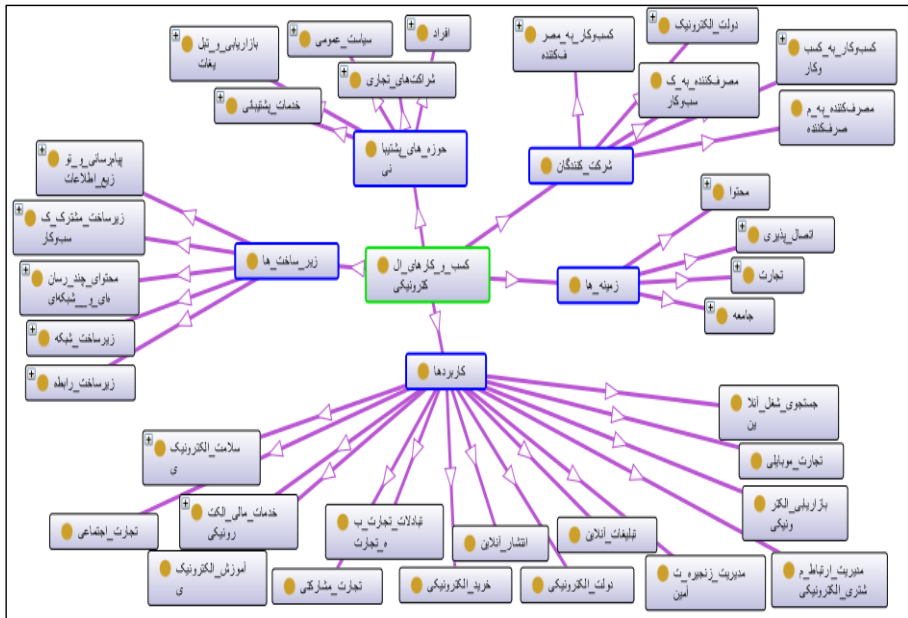 افراد
سیاست_عمومی
بازاریابی_و_تبل
یغات
شراکت‌های_تجاری
خدمات_پشتیبانی
حوزه_های_پشتیبا
نی
دولت_الکترونیک
کسب‌وکار_به_مصر
ف‌کننده
کسب‌وکار_به_کسب
وکار
مصرف‌کننده_به_ک
سب‌وکار
مصرف‌کننده_به_م
صرف‌کننده
شرکت_کنندگان
پیام‌رسانی_و_تو
زیع_اطلاعات
زیرساخت_مشترک_ک
سب‌وکار
محتوای_چند_رسان
ه‌ای_و__شبکه‌ای
زیرساخت_شبکه
زیرساخت_رابطه
زیر_ساخت_ها
کسب_و_کارهای_ال
کترونیکی
زمینه_ها
محتوا
اتصال_پذیری
تجارت
جامعه
کاربردها
جستجوی_شغل_آنلا
ین
تجارت_موبایلی
بازاریابی_الکتر
ونیکی
مدیریت_ارتباط_م
شتری_الکترونیکی
مدیریت_زنجیره_ت
أمین
تبلیغات_آنلاین
دولت_الکترونیکی
انتشار_آنلاین
خرید_الکترونیکی
تبادلات_تجارت_ب
ه_تجارت
تجارت_مشارکتی
خدمات_مالی_الکت
رونیکی
سلامت_الکترونیک
ی
آموزش_الکترونیک
ی
تجارت_اجتماعی